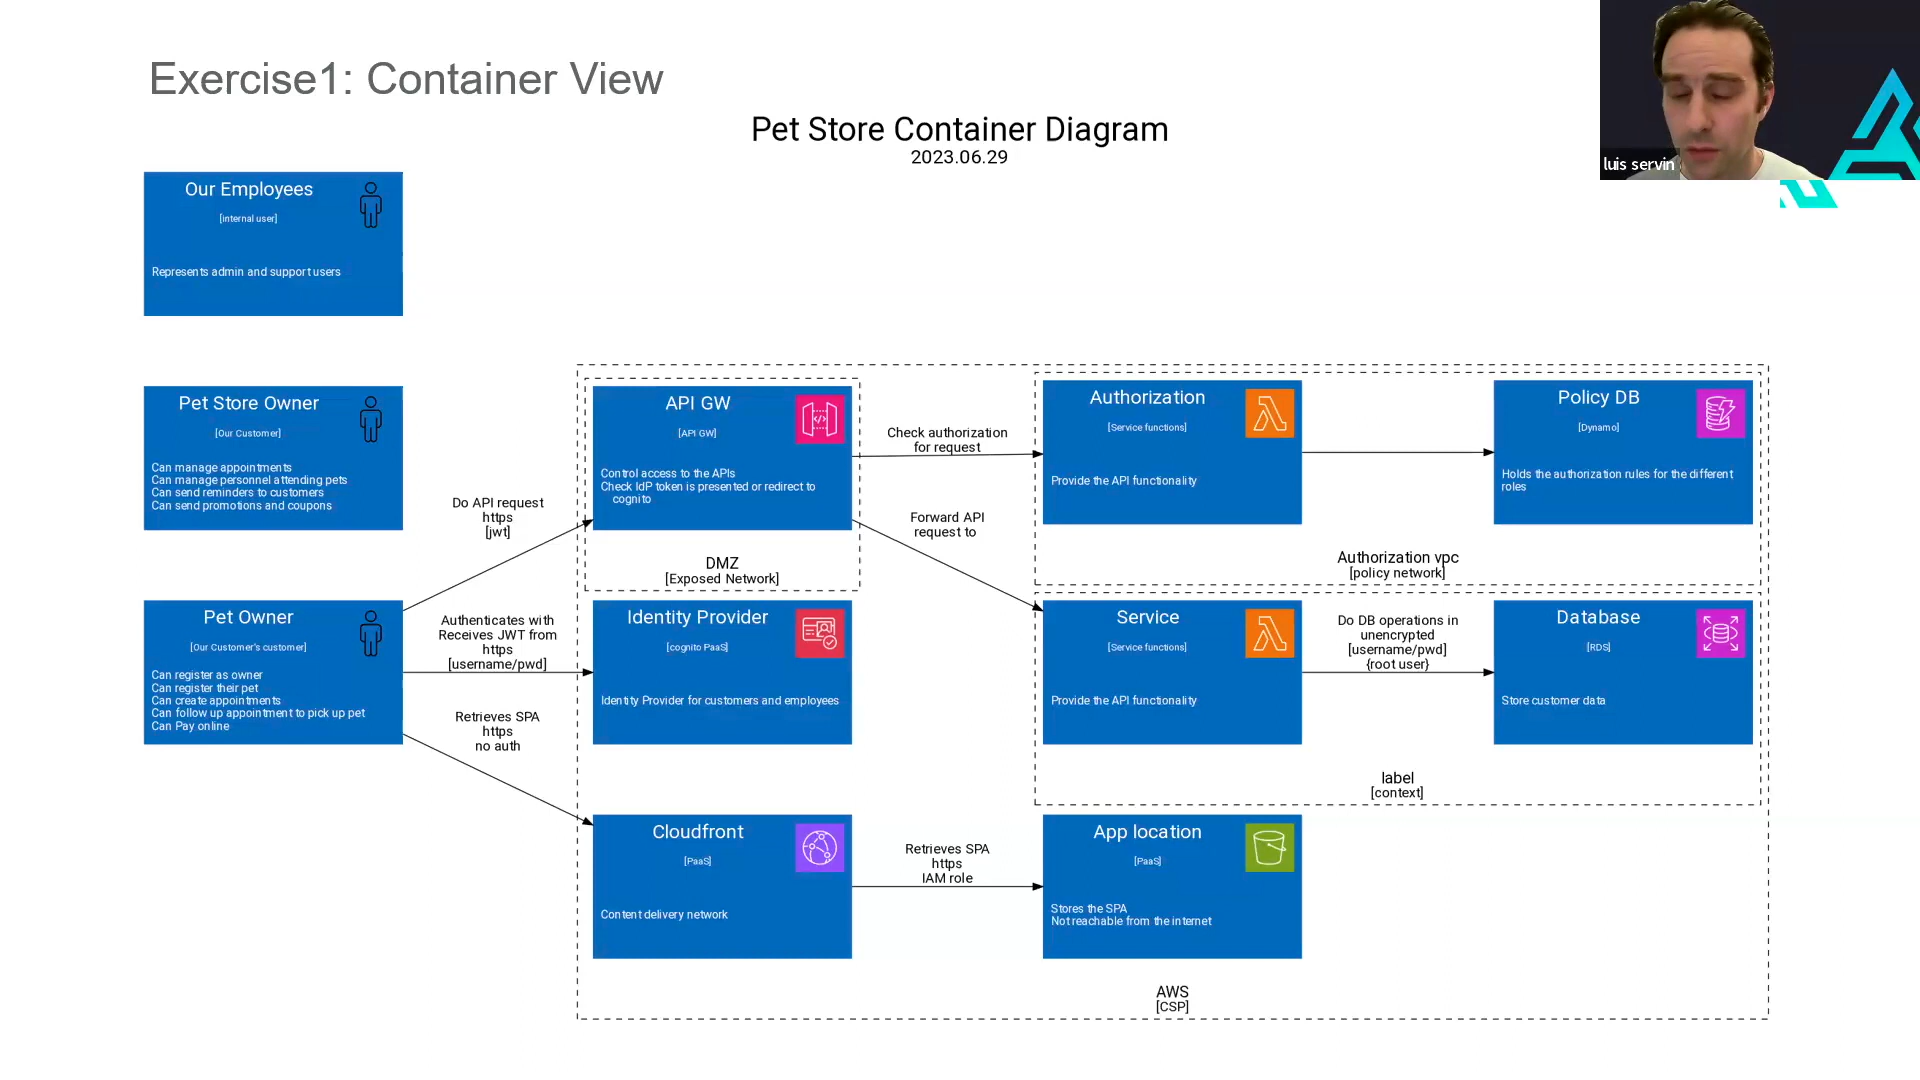 Exercise1: Container View
Pet Store Container Diagram
2023.06.29
luis servin
Our Employees
[internal user]
Represents admin and support users
Pet Store Owner
[Our Customer]
Can manage appointments
Can manage personnel attending pets
Can send reminders to customers
Can send promotions and coupons
Pet Owner
[Our Customer's customer]
Can register as owner
Can register their pet
Can create appointments
Can follow up appointment to pick up pet
Can Pay online
Do API request
https
[jwt]
Authenticates with
Receives JWT from
https
[username/pwd]
Retrieves SPA
https
no auth
API GW
[API GW]
Control access to the APIs
Check IdP token is presented or redirect to
cognito
DMZ
[Exposed Network]
Identity Provider
[cognito PaaS]
Identity Provider for customers and employees
Cloudfront
[PaaS]
Content delivery network
Check authorization
for request
Forward API
request to
Retrieves SPA
https
IAM role
Authorization
[Service functions]
Provide the API functionality
Policy DB
[Dynamo]
Holds the authorization rules for the different
roles
Authorization vpc
[policy network]
Service
[Service functions]
Provide the API functionality
Do DB operations in
unencrypted
[username/pwd]
{root user}
Database
[RDS]
Store customer data
label
[context]
App location
[PaaS]
Stores the SPA
Not reachable from the internet
AWS
[CSP]